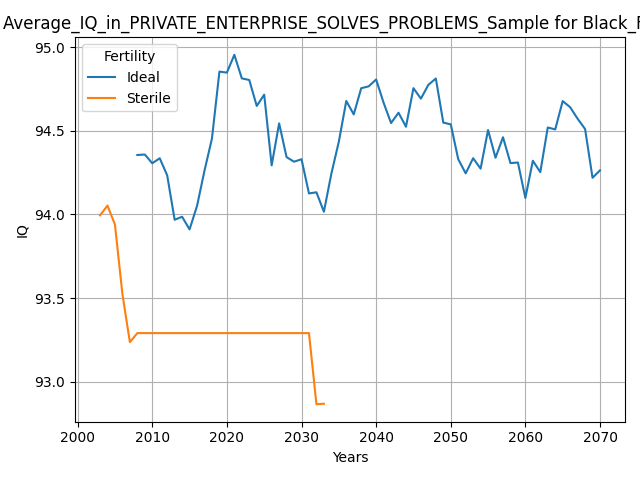 Average_IQ_in_PRIVATE_ENTERPRISE_SOLVES_PROBLEMS_Sample for Black_
95.0
94.5
94.0
93.5
93.0
IQ
Fertility
Ideal
Sterile
2000 2010 2020 2030 2040 2050 2060 2070
Years